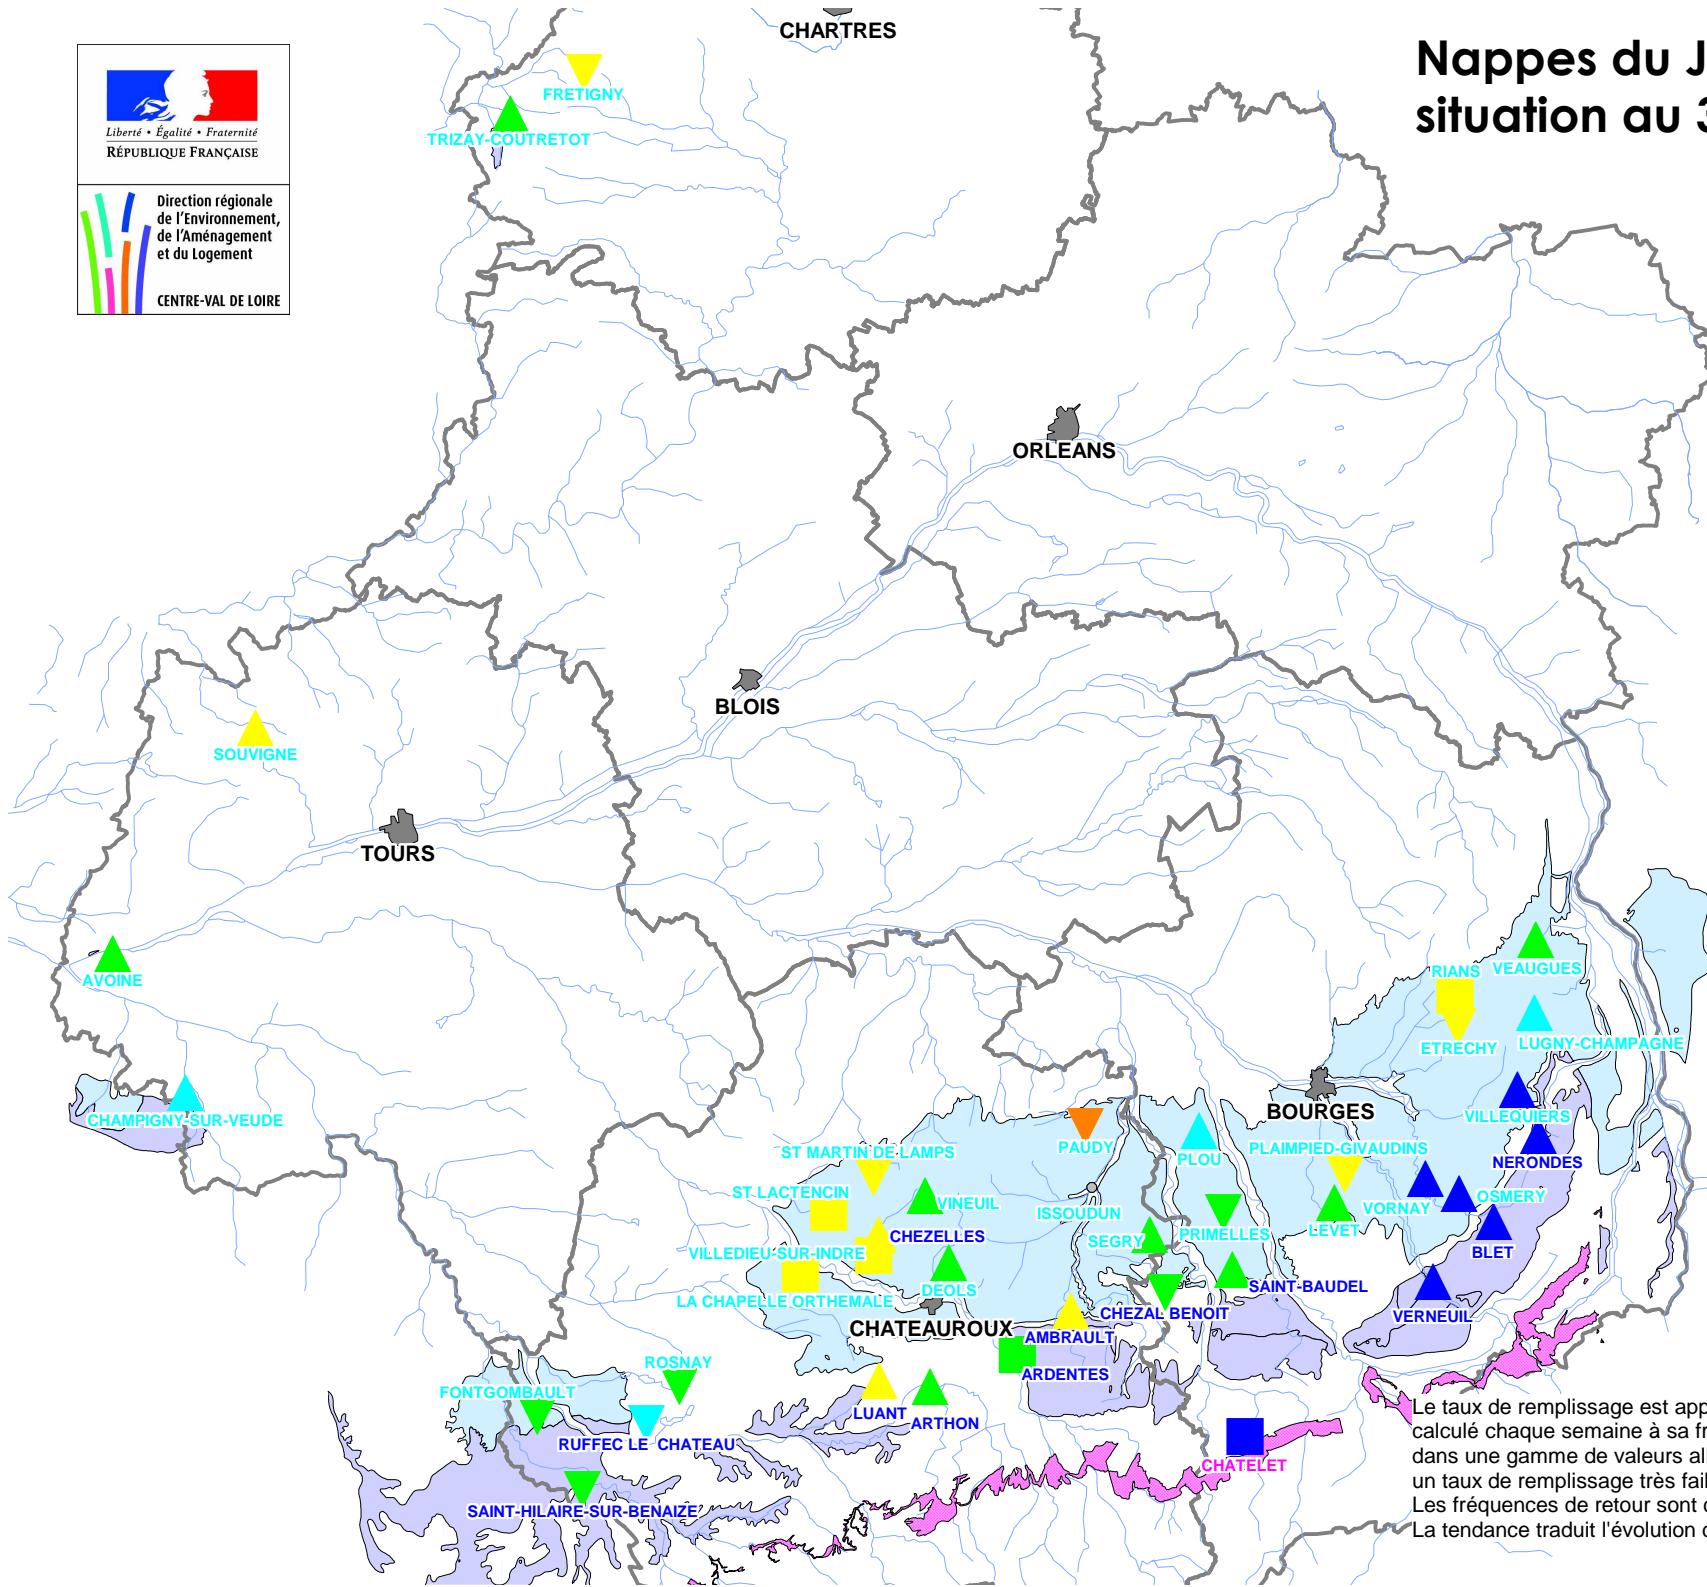 CHARTRES
Nappes du J
situation au 3
FRETIGNY
TRIZAY-COUTRETOT
Liberté • Égalité • Fraternité
RÉPUBLIQUE FRANÇAISE
Direction régionale
de l'Environnement,
de l'Aménagement
et du Logement
CENTRE-VAL DE LOIRE
ORLEANS
BLOIS
SOUVIGNE
TOURS
AVOINE
RIANS
VEAUGUES
ETRECHY
LUGNY-CHAMPAGNE
CHAMPIGNY-SUR-VEUDE
BOURGES
VILLEQUIERS
ST MARTIN DE LAMPS
PAUDY
PLOU
PLAIMPIED-GIVAUDINS
NERONDES
ST LACTENCIN
VINEUIL
ISSOUDUN
VORNAY
OSMERY
CHEZELLES
SEGRY
PRIMELLES
LEVET
VILLEDIEU-SUR-INDRE
BLET
DEOLS
SAINT-BAUDEL
LA CHAPELLE ORTHEMALE
CHEZAL BENOIT
VERNEUIL
CHATEAUROUX
AMBRAULT
ROSNAY
ARDENTES
FONTGOMBAULT
LUANT
ARTHON
RUFFEC LE CHATEAU
CHATELET
SAINT-HILAIRE-SUR-BENAIZE
Le taux de remplissage est app
calculé chaque semaine à sa fr
dans une gamme de valeurs all
un taux de remplissage très fail
Les fréquences de retour sont
La tendance traduit l'évolution